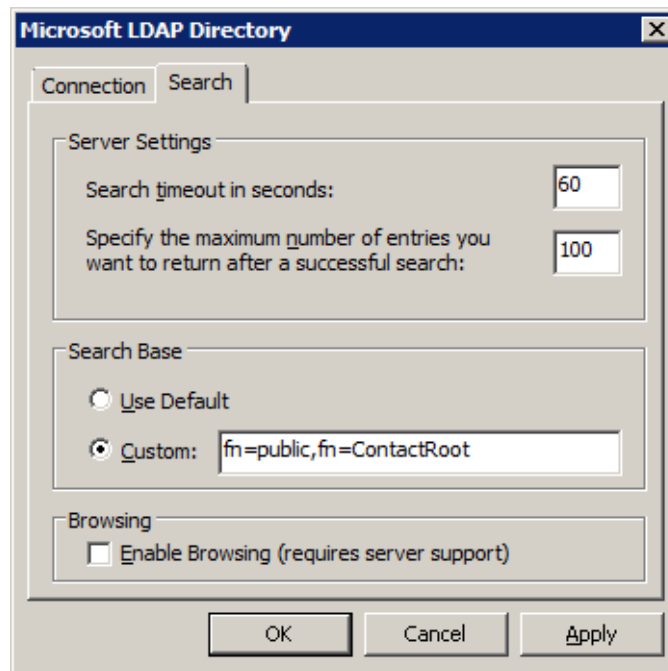 Microsoft LDAP Directory
Connection Search
Server Settings
Search timeout in seconds: 60
Specify the maximum number of entries you
want to return after a successful search: 100
Search Base
Use Default
Custom: fn=public,fn=ContactRoot
Browsing
Enable Browsing (requires server support)
OK Cancel Apply